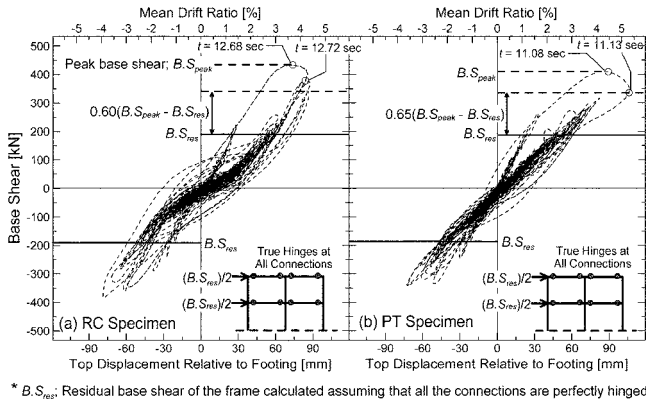 Mean Drift Ratio [%]
Mean Drift Ratio [%]
-5 -4 -3 -2 -1 0 1 2 3 4 5
-5 -4 -3 -2 -1 0 1 2 3 4 5
t = 12.68 sec
t = 12.72 sec
t = 11.08 sec
t = 11.13 sec
Peak base shear; B.Speak
B.Speak
0.60(B.Speak - B.Sres)
0.65(B.Speak - B.Sres)
B.Sres
B.Sres
B.Sres
B.Sres
Base Shear [kN]
500
400
300
200
100
0
-100
-200
-300
-400
-500
True Hinges at
All Connections
(B.Sres)/2
(B.Sres)/2
(a) RC Specimen
True Hinges at
All Connections
(B.Sres)/2
(B.Sres)/2
(b) PT Specimen
-90 -60 -30 0 30 60 90
-90 -60 -30 0 30 60 90
Top Displacement Relative to Footing [mm]
Top Displacement Relative to Footing [mm]
* B.Sres; Residual base shear of the frame calculated assuming that all the connections are perfectly hinged